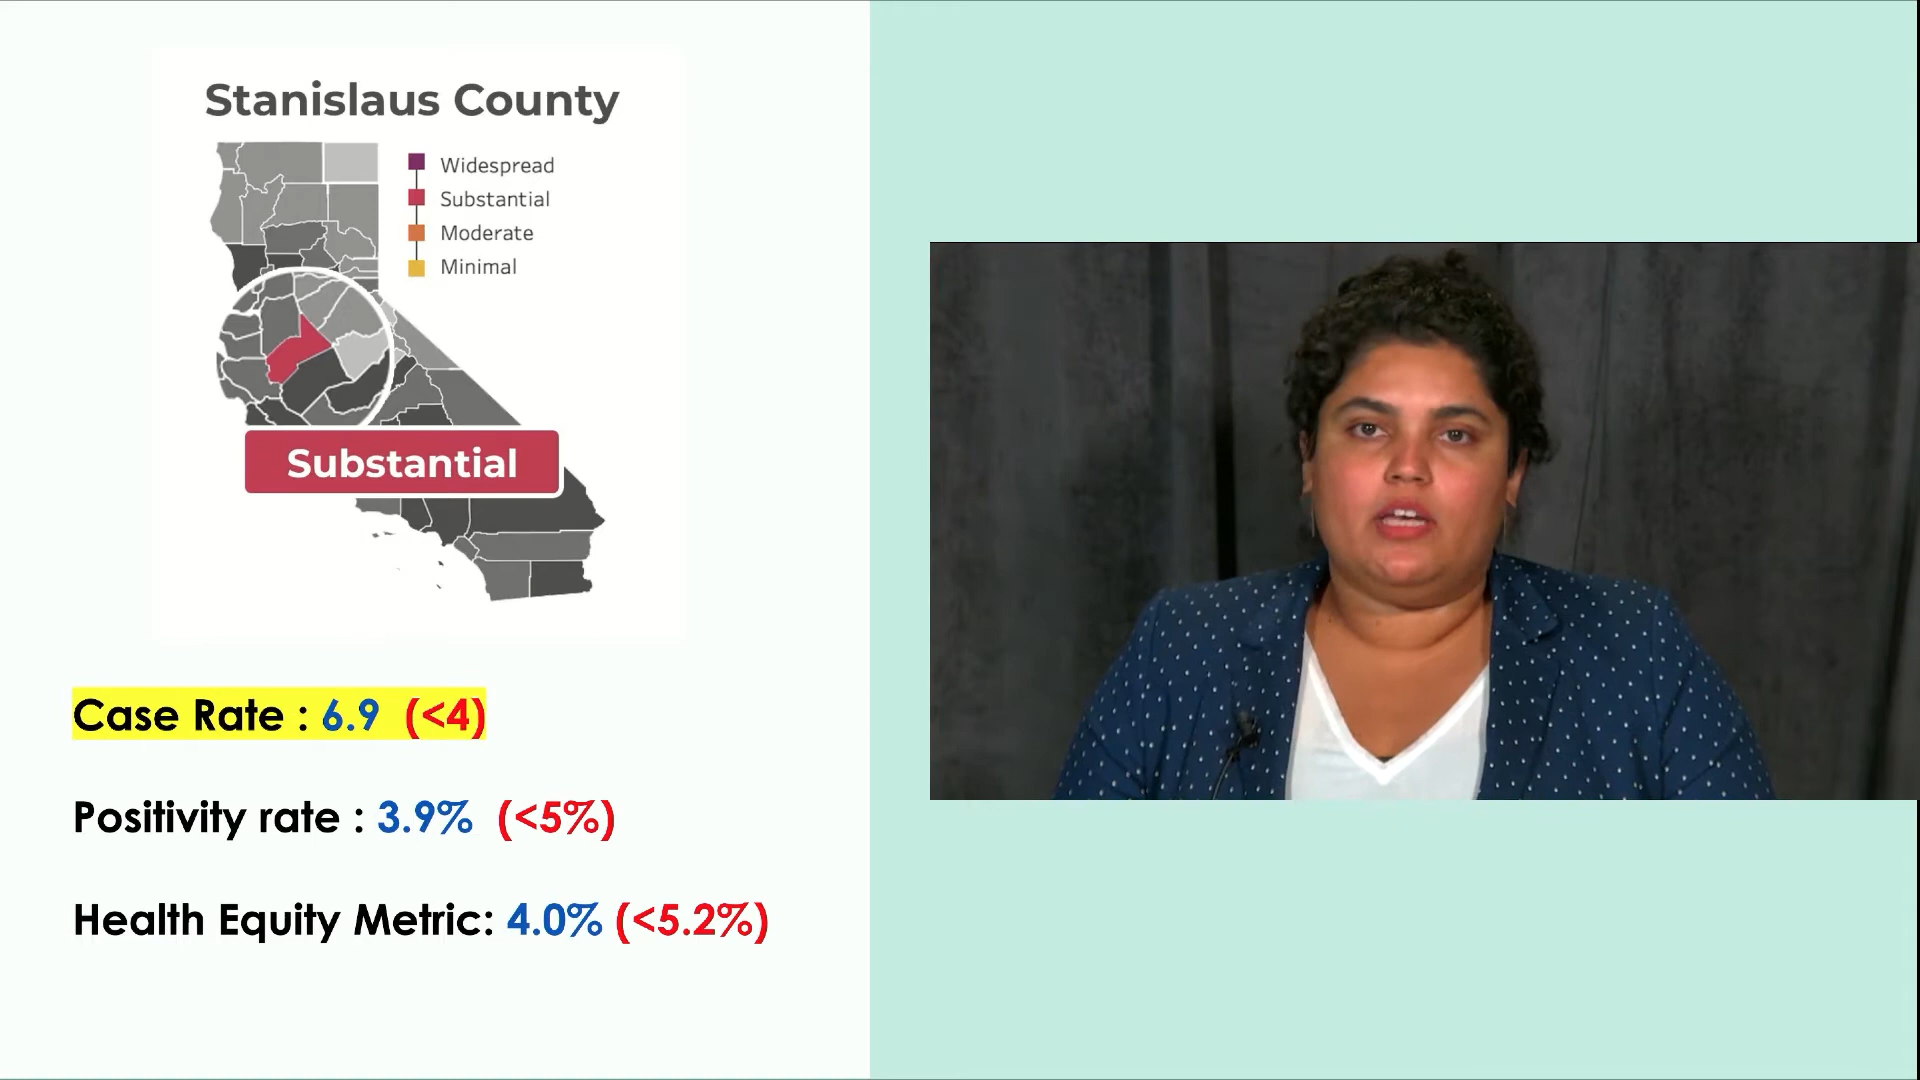 Stanislaus County
Widespread
Substantial
Moderate
Minimal
Substantial
Case Rate : 6.9 (<4)
Positivity rate : 3.9% (<5%)
Health Equity Metric: 4.0% (<5.2%)